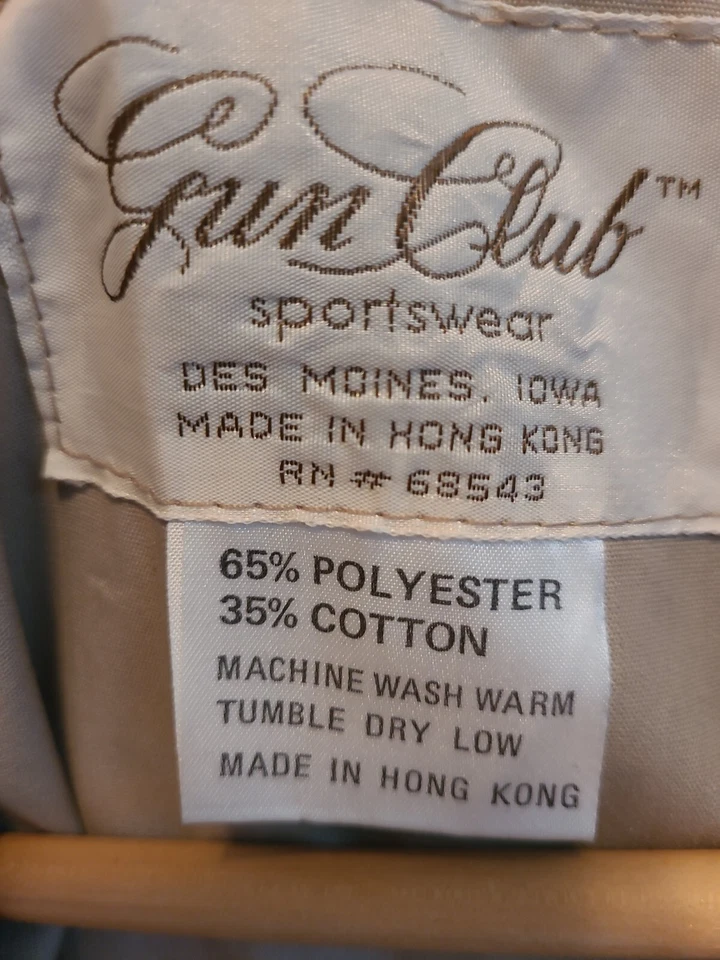 Gun Club™
sportswear
DES MOINES, IOWA
MADE IN HONG KONG
RN # 68543
65% POLYESTER
35% COTTON
MACHINE WASH WARM
TUMBLE DRY LOW
MADE IN HONG KONG